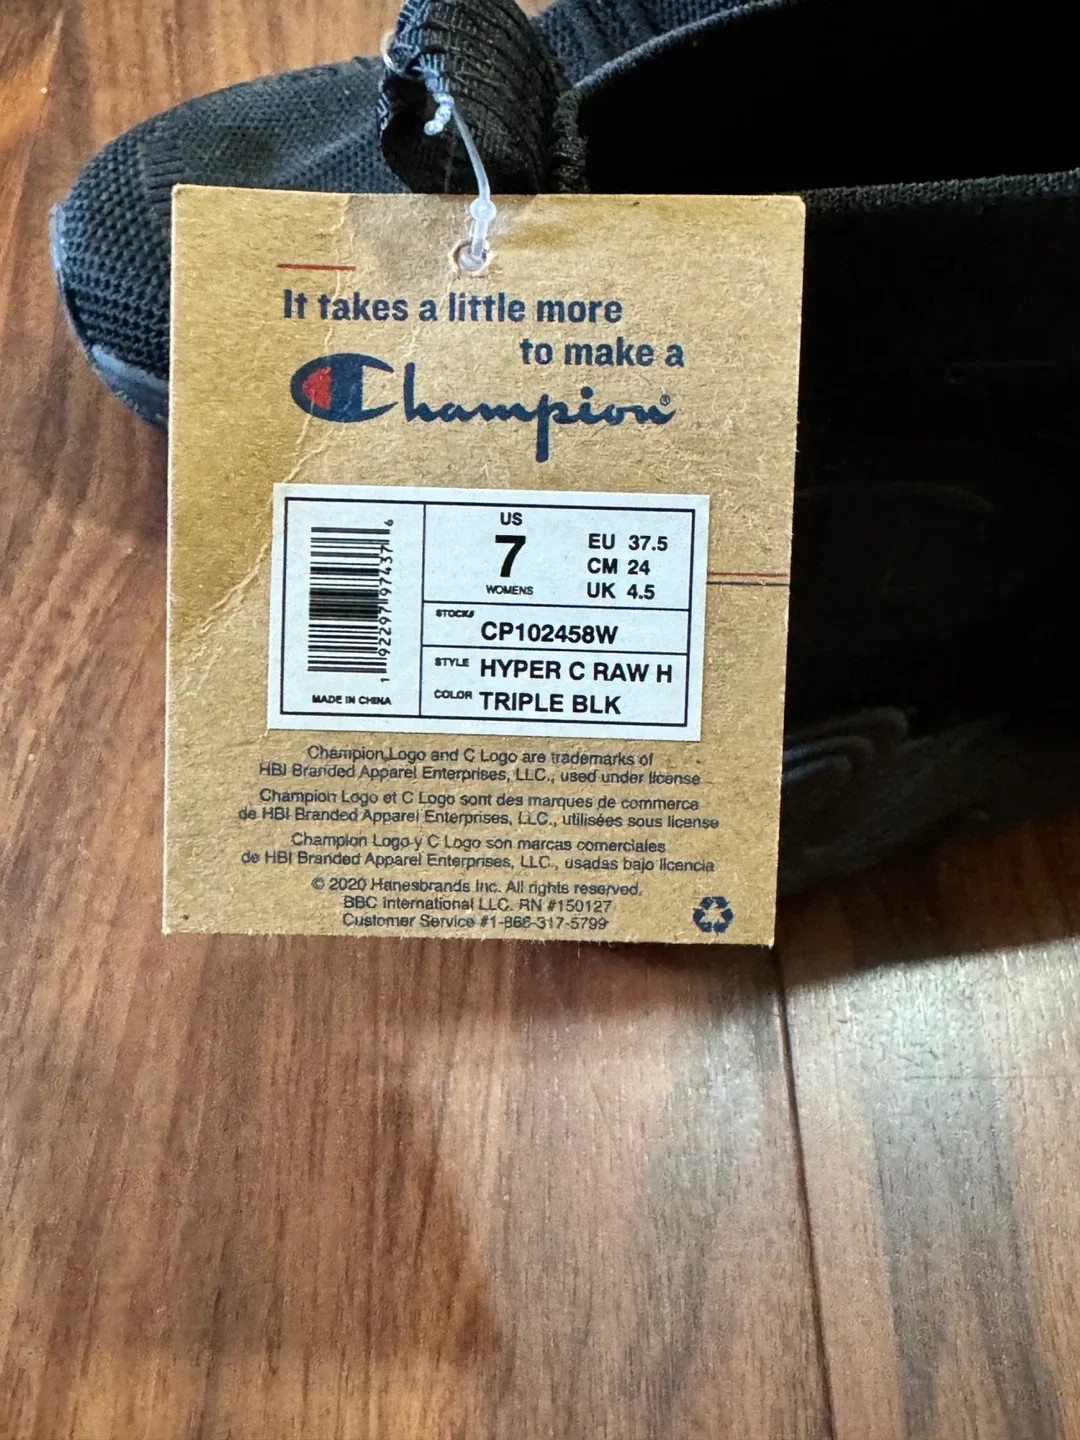 It takes a little more
to make a
Champion®
US
7
WOMENS
EU 37.5
CM 24
UK 4.5
STOCK#
CP102458W
STYLE HYPER C RAW H
COLOR TRIPLE BLK
1 92297 97437 6
MADE IN CHINA
Champion Logo and C Logo are trademarks of
HBI Branded Apparel Enterprises, LLC., used under license
Champion Logo et C Logo sont des marques de commerce
de HBI Branded Apparel Enterprises, LLC., utilisées sous license
Champion Logo y C Logo son marcas comerciales
de HBI Branded Apparel Enterprises, LLC., usadas bajo licencia
© 2020 Hanesbrands Inc. All rights reserved.
BBC International LLC. RN #150127
Customer Service #1-866-317-5799